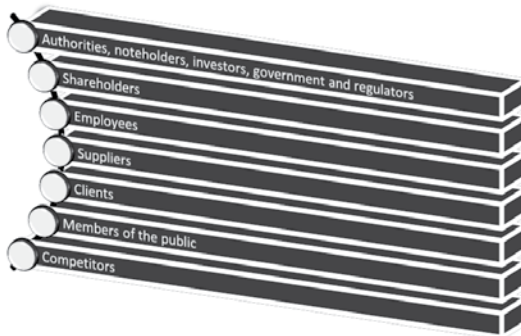 Authorities, noteholders, investors, government and regulators
Shareholders
Employees
Suppliers
Clients
Members of the public
Competitors